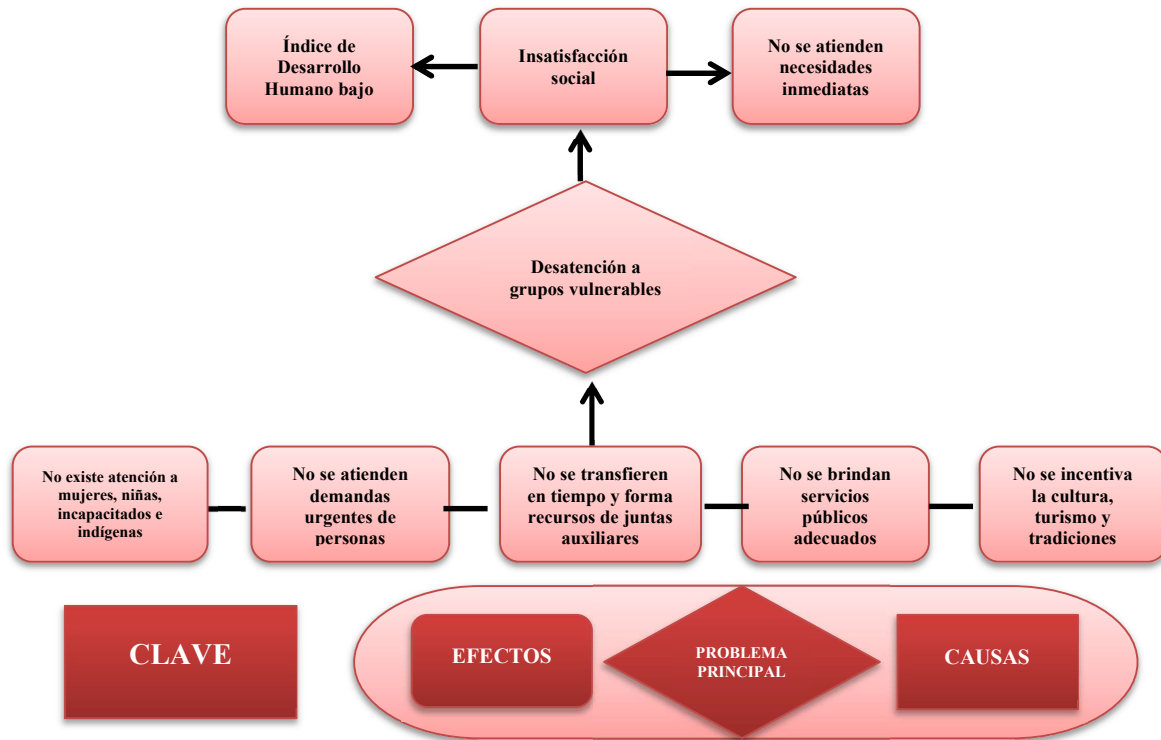 Índice de
Desarrollo
Humano bajo
Insatisfacción
social
No se atienden
necesidades
inmediatas
Desatención a
grupos vulnerables
No existe atención a
mujeres, niñas,
incapacitados e
indígenas
No se atienden
demandas
urgentes de
personas
No se transfieren
en tiempo y forma
recursos de juntas
auxiliares
No se brindan
servicios
públicos
adecuados
No se incentiva
la cultura,
turismo y
tradiciones
CLAVE
EFECTOS
PROBLEMA
PRINCIPAL
CAUSAS